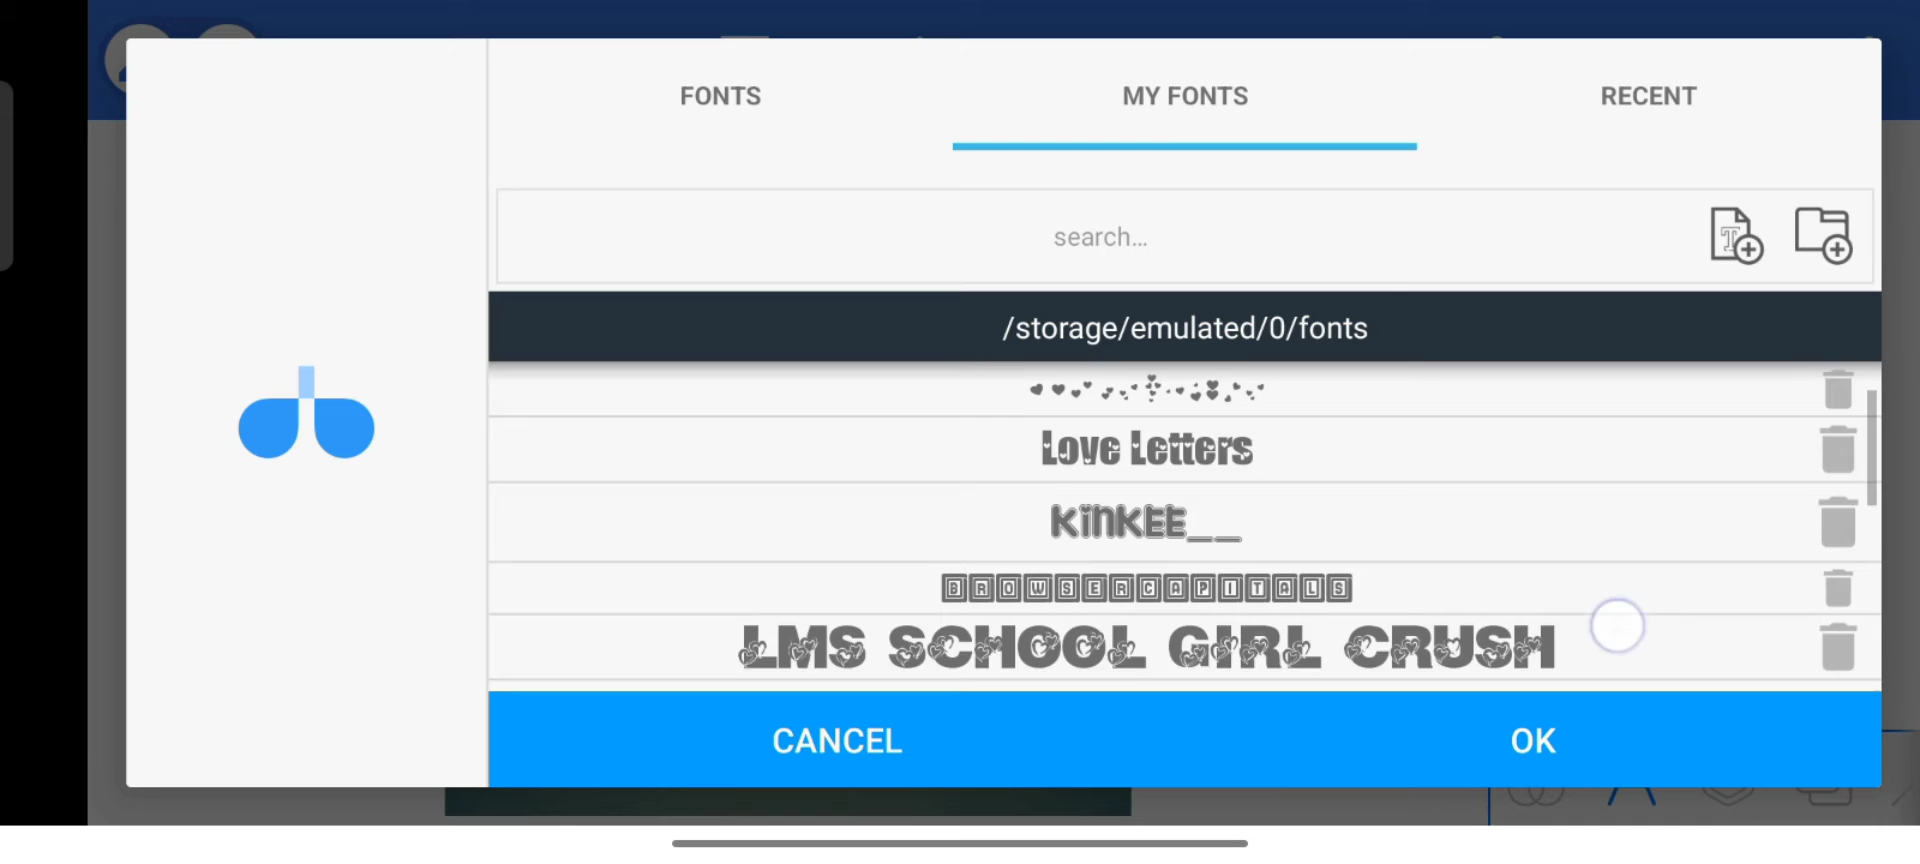 FONTS MY FONTS RECENT
search...
/storage/emulated/0/fonts
Love Letters
KINKEE__
BROWSERCAPITALS
LMS SCHOOL GIRL CRUSH
CANCEL OK